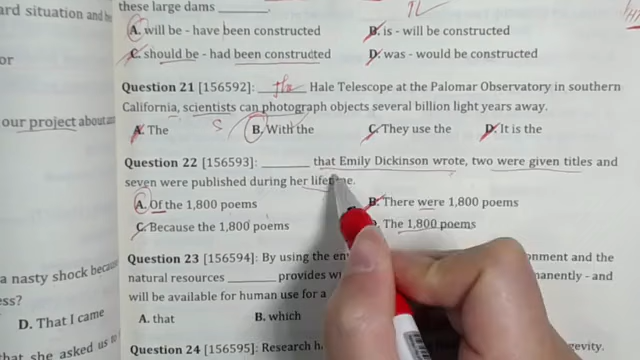 ard situation and
these large dams ________.
A. will be - have been constructed
B. is - will be constructed
or
C. should be - had been constructed
D. was - would be constructed
Question 21 [156592]: ________ Hale Telescope at the Palomar Observatory in southern
the
our project about
California, scientists can photograph objects several billion light years away.
S
A. The
B. With the
C. They use the
D. It is the
Question 22 [156593]: ________ that Emily Dickinson wrote, two were given titles and
seven were published during her lifetime.
A. Of the 1,800 poems
B. There were 1,800 poems
C. Because the 1,800 poems
D. The 1,800 poems
a nasty shock because
Question 23 [156594]: By using the
onment and the
natural resources ________ provides
manently - and
ess?
will be available for human use for a
D. That I came
A. that
B. which
that she asked us
Question 24 [156595]: Research
gevity.